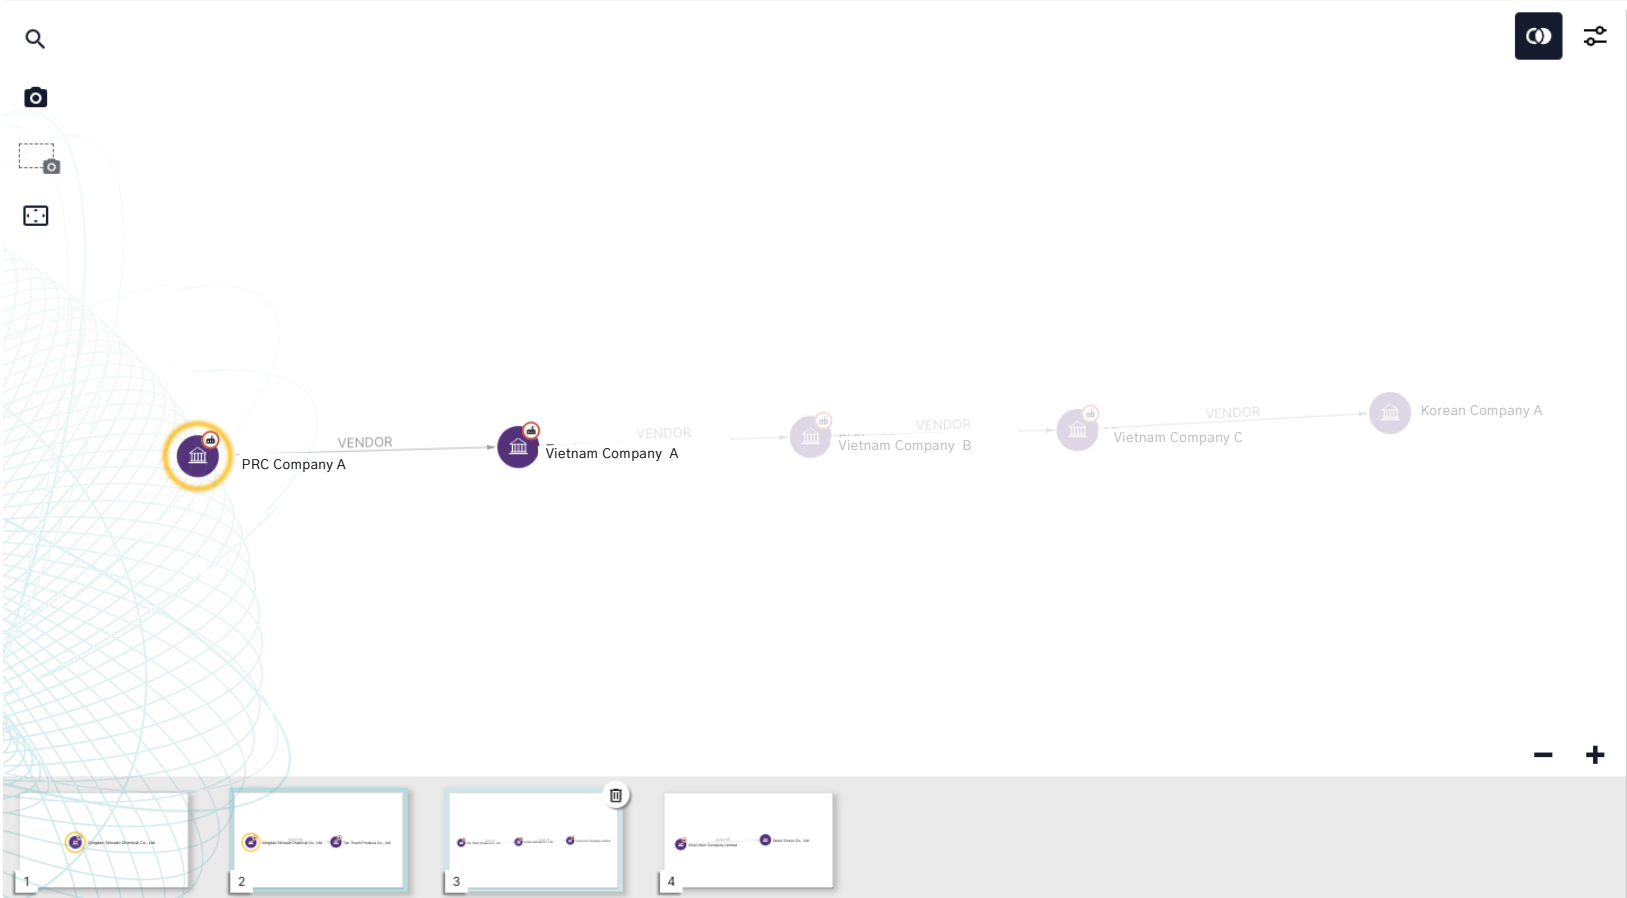 VENDOR
VENDOR
VENDOR
VENDOR
PRC Company A
Vietnam Company A
Vietnam Company B
Vietnam Company C
Korean Company A
1
2
3
4